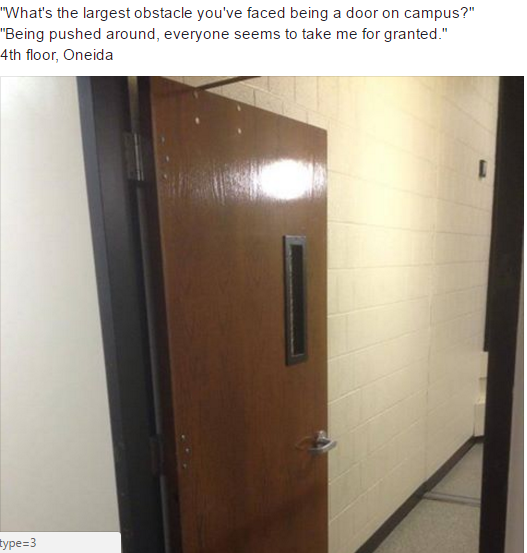 "What's the largest obstacle you've faced being a door on campus?"
"Being pushed around, everyone seems to take me for granted."
4th floor, Oneida
type=3